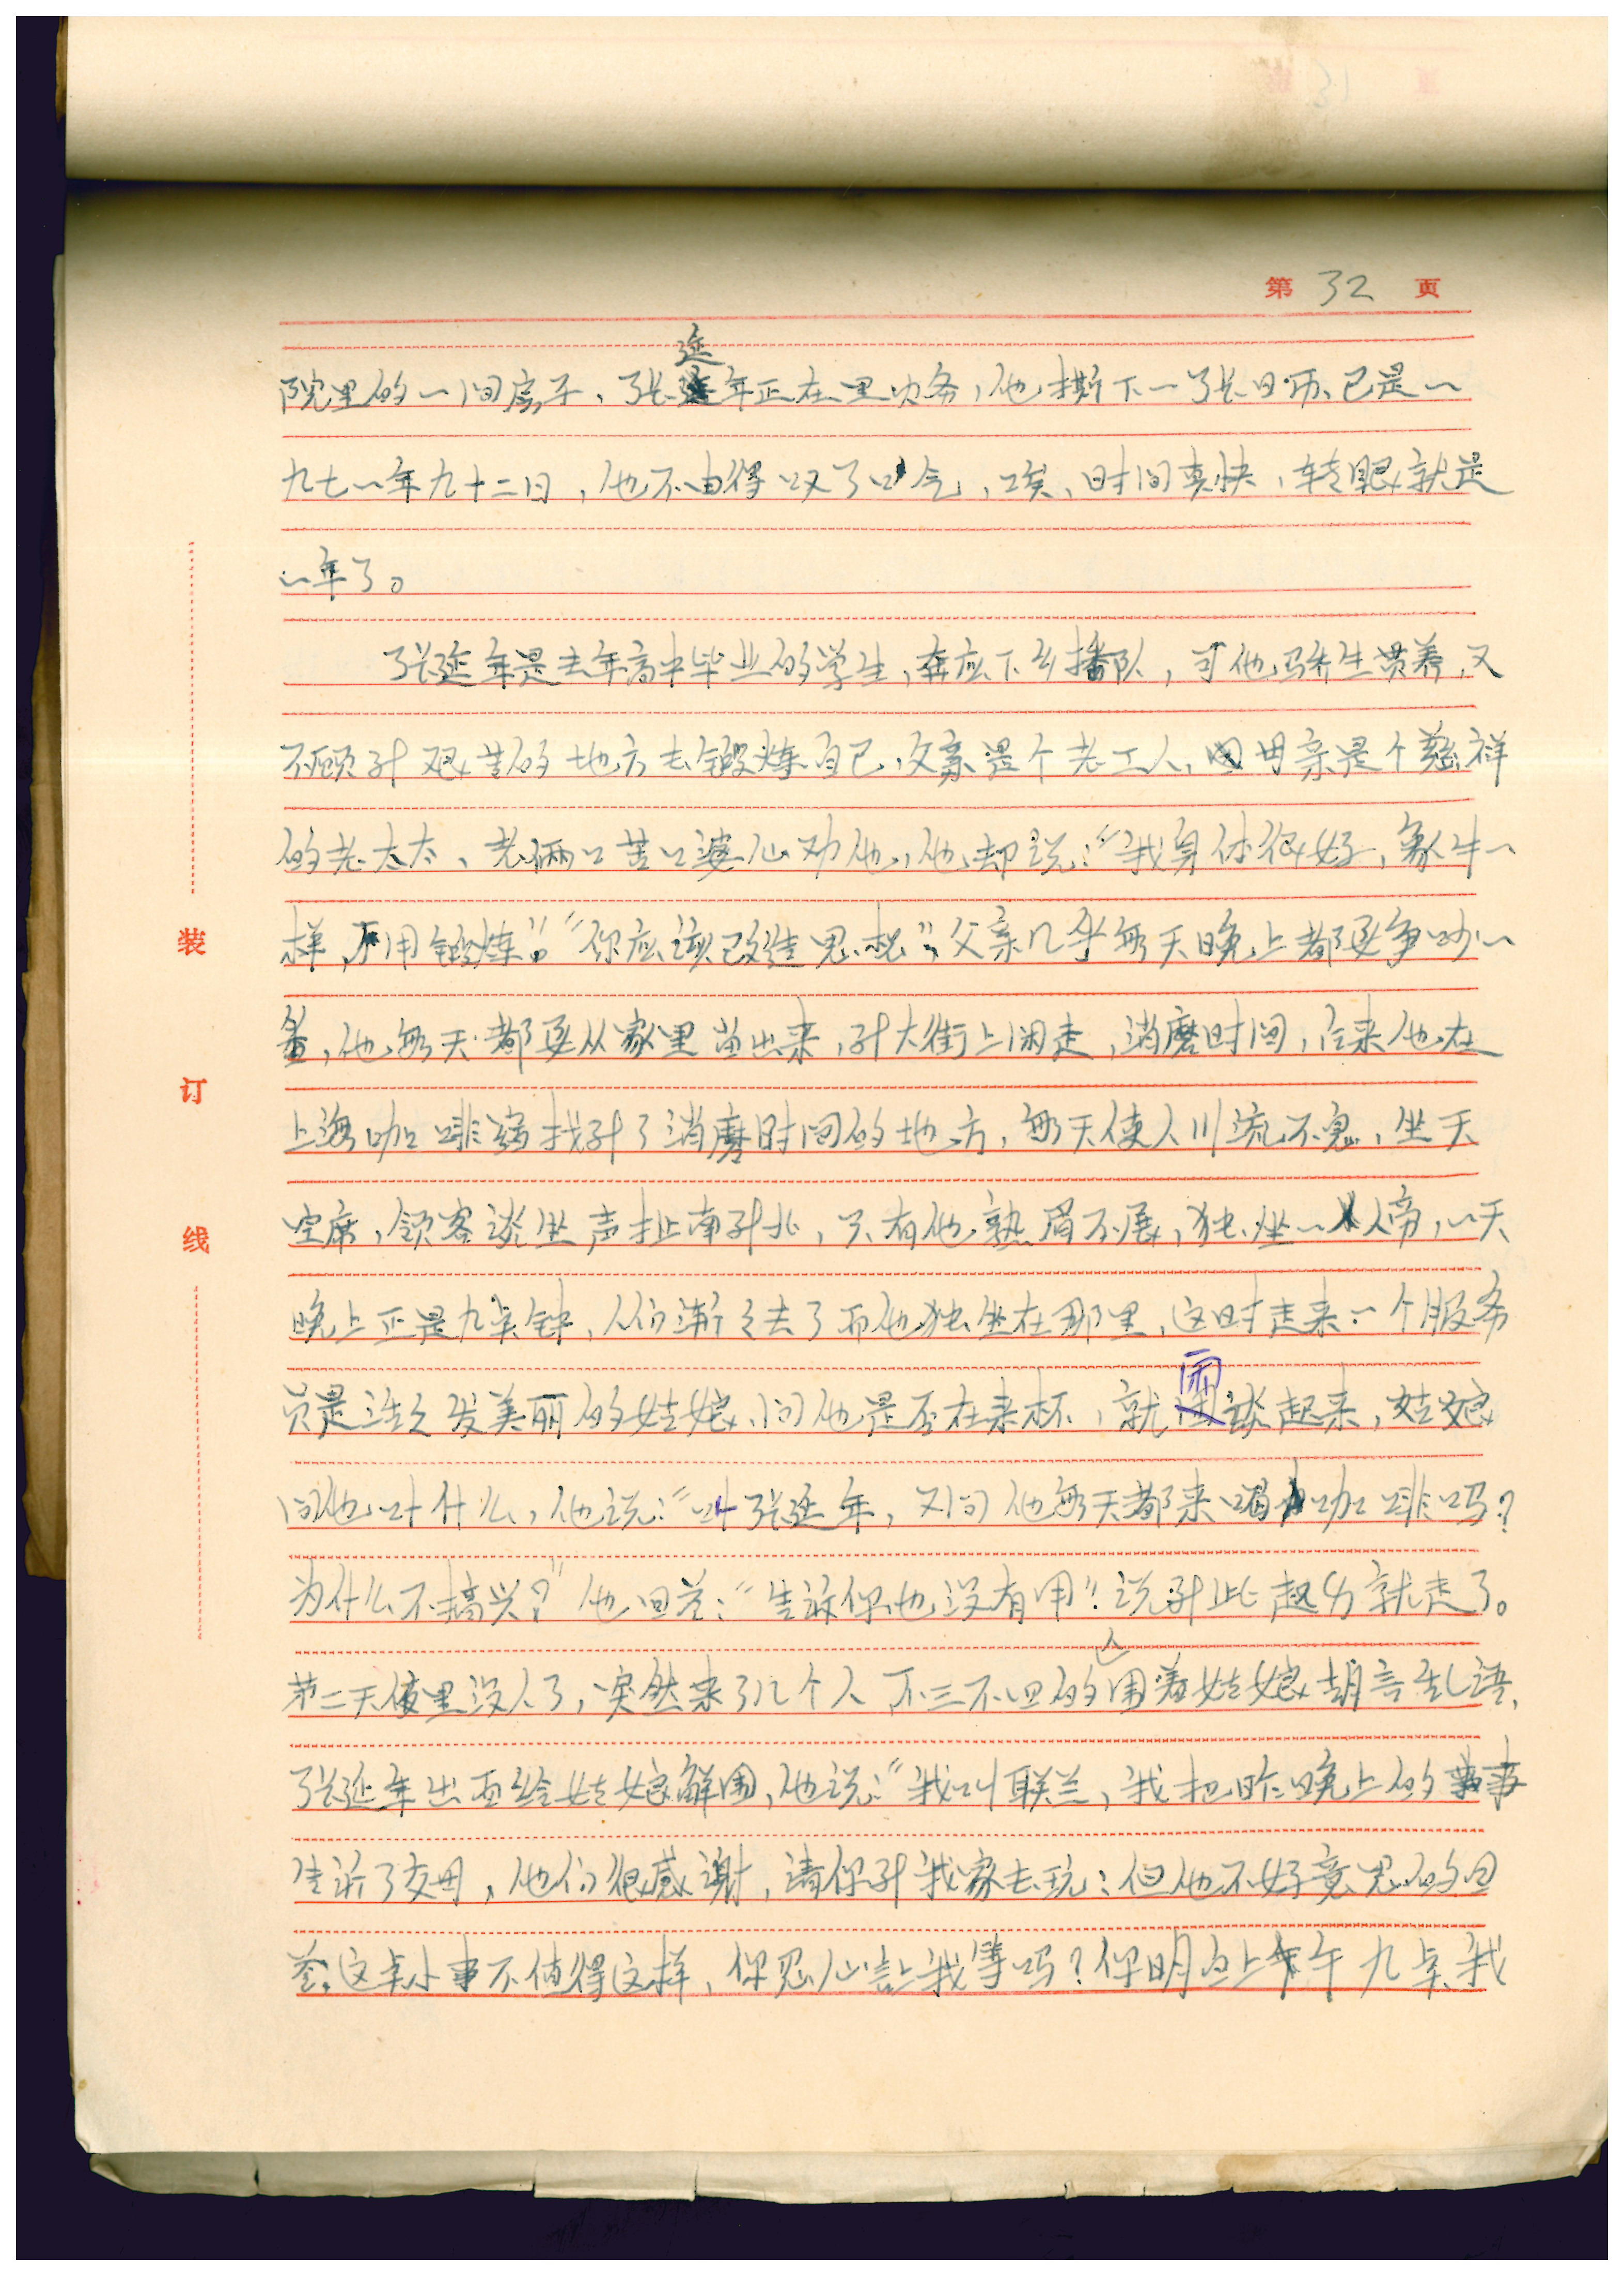 第 32 页
院里的一间房子、张延年正在里边务，他撕下一张日历、已是一
九七一年九十二日，他不由得叹了口气，唉、时间真快，转眼就是
一年了。
张延年是去年高中毕业的学生，在应下乡插队，可他骄生惯养，又
不愿到艰苦的地方去锻炼自己，父亲是个老工人，母亲是个慈祥
的老太太、老俩口苦口婆心劝他，他却说：“我身体很好，象牛一
样，不用锻炼”。“你应该改造思想”，父亲几乎每天晚上都要争吵一
番，他每天都要从家里出来，到大街上闲走，消磨时间，后来他在
上海咖啡馆找到了消磨时间的地方，每天使人川流不息，坐天
空席，领客谈坐声扯南到北，只有他熟眉不展，独坐一人旁，一天
晚上正是九点钟，人们渐渐去了而他独坐在那里，这时走来一个服务
员是法之发美丽的姑娘、问他是否在来杯，就闲谈起来，姑娘
问他叫什么，他说：“叫张延年，又问他每天都来喝咖啡吗？
为什么不搞兴？”他回答：“告诉你也没有用”。说到此起身就走了。
第二天夜里没人了，突然来了几个人不三不四的人围着姑娘胡言乱语，
张延年出面给姑娘解围，他说：“我叫联兰，我把昨晚上的事
告诉了交母，他们很感谢，请你到我家去玩：但他不好意思的回
答：这点小事不值得这样，你忍心让我等吗？你明白上午九点、我
装
订
线